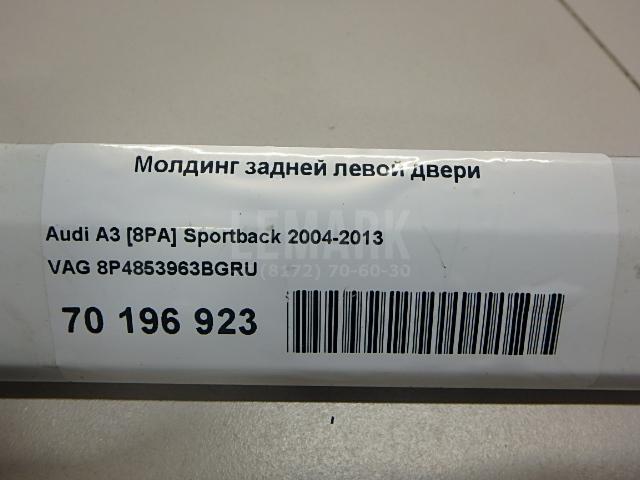 Молдинг задней левой двери
LEMARK
Audi A3 [8PA] Sportback 2004-2013
VAG 8P4853963BGRU
(8172) 70-60-30
70 196 923